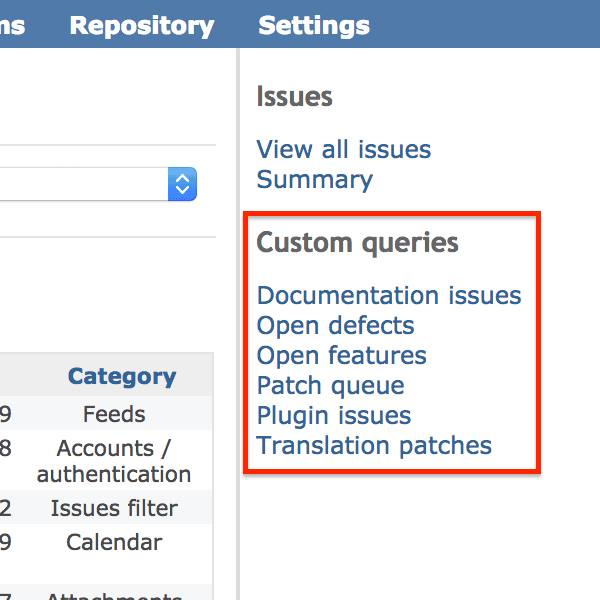 ms Repository Settings
Issues
View all issues
Summary
Custom queries
Documentation issues
Open defects
Open features
Patch queue
Plugin issues
Translation patches
Category
9 Feeds
8 Accounts /
authentication
2 Issues filter
9 Calendar
7 Attachments